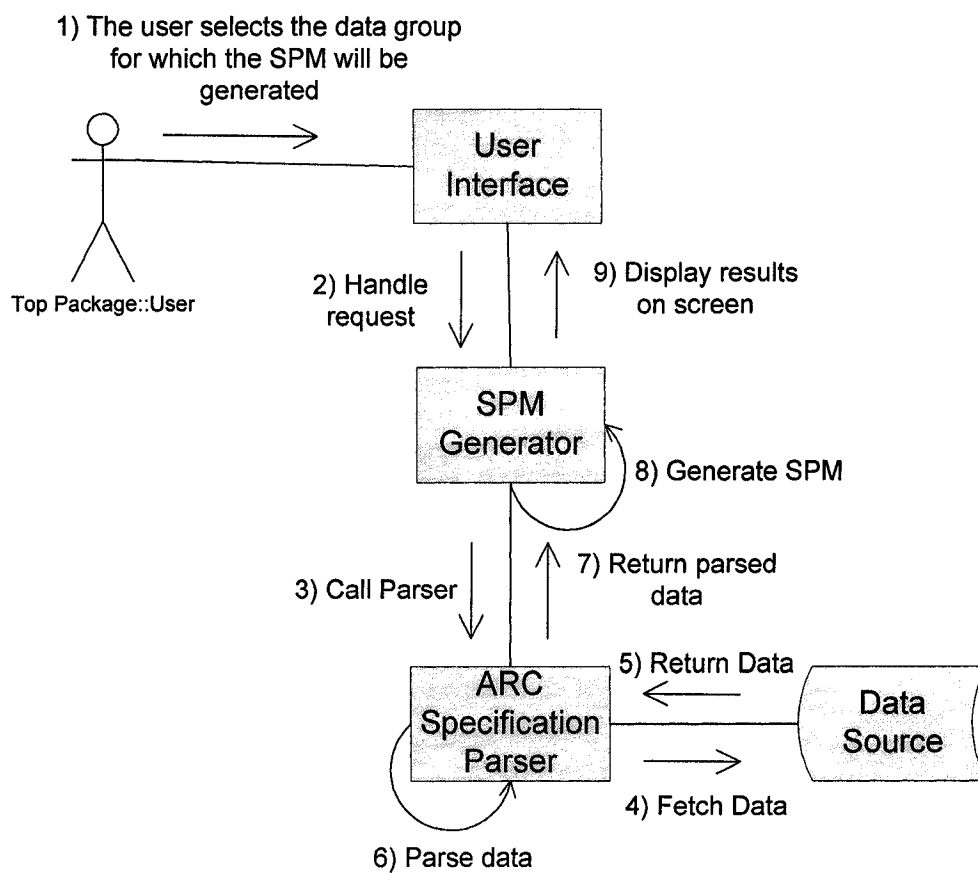 1) The user selects the data group
for which the SPM will be
generated
User
Interface
Top Package::User
2) Handle
request
9) Display results
on screen
SPM
Generator
8) Generate SPM
3) Call Parser
7) Return parsed
data
ARC
Specification
Parser
5) Return Data
Data
Source
4) Fetch Data
6) Parse data